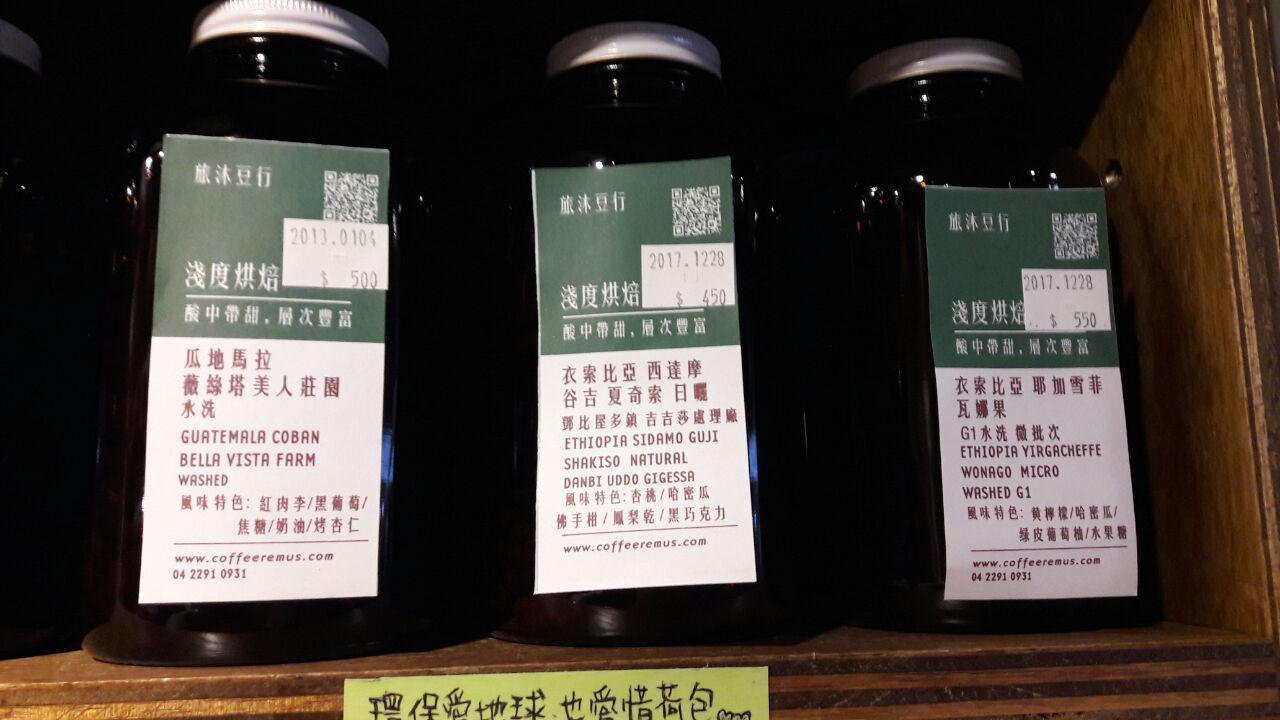 旅沐豆行
2013.0104
$ 500
淺度烘焙
酸中帶甜,層次豐富
瓜地馬拉
薇絲塔美人莊園
水洗
GUATEMALA COBAN
BELLA VISTA FARM
WASHED
風味特色: 紅肉李/黑葡萄/
焦糖/奶油/烤杏仁
www.coffeeremus.com
04 2291 0931
旅沐豆行
2017.1228
$ 450
淺度烘焙
酸中帶甜,層次豐富
衣索比亞 西達摩
谷吉 夏奇索 日曬
鄧比屋多鎮 吉吉莎處理廠
ETHIOPIA SIDAMO GUJI
SHAKISO NATURAL
DANBI UDDO GIGESSA
風味特色:杏桃/哈密瓜
佛手柑/鳳梨乾/黑巧克力
www.coffeeremus.com
旅沐豆行
2017.1228
$ 550
淺度烘焙
酸中帶甜,層次豐富
衣索比亞 耶加雪菲
瓦娜果
G1水洗 微批次
ETHIOPIA YIRGACHEFFE
WONAGO MICRO
WASHED G1
風味特色: 黄檸檬/哈密瓜/
绿皮葡萄柚/水果糖
www.coffeeremus.com
04 2291 0931
環保愛地球,也愛惜荷包